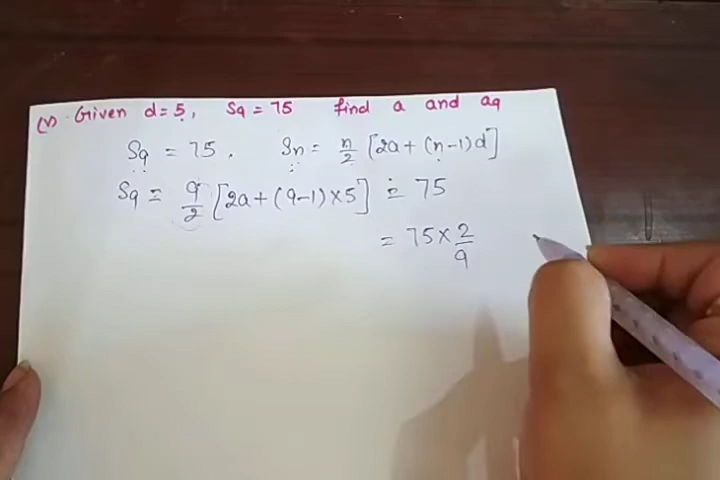 (v). Given d=5, S9 = 75 find a and a9
S9 = 75. Sn = n/2 [2a+(n-1)d]
S9 = 9/2 [2a+(9-1)×5] = 75
= 75×2/9